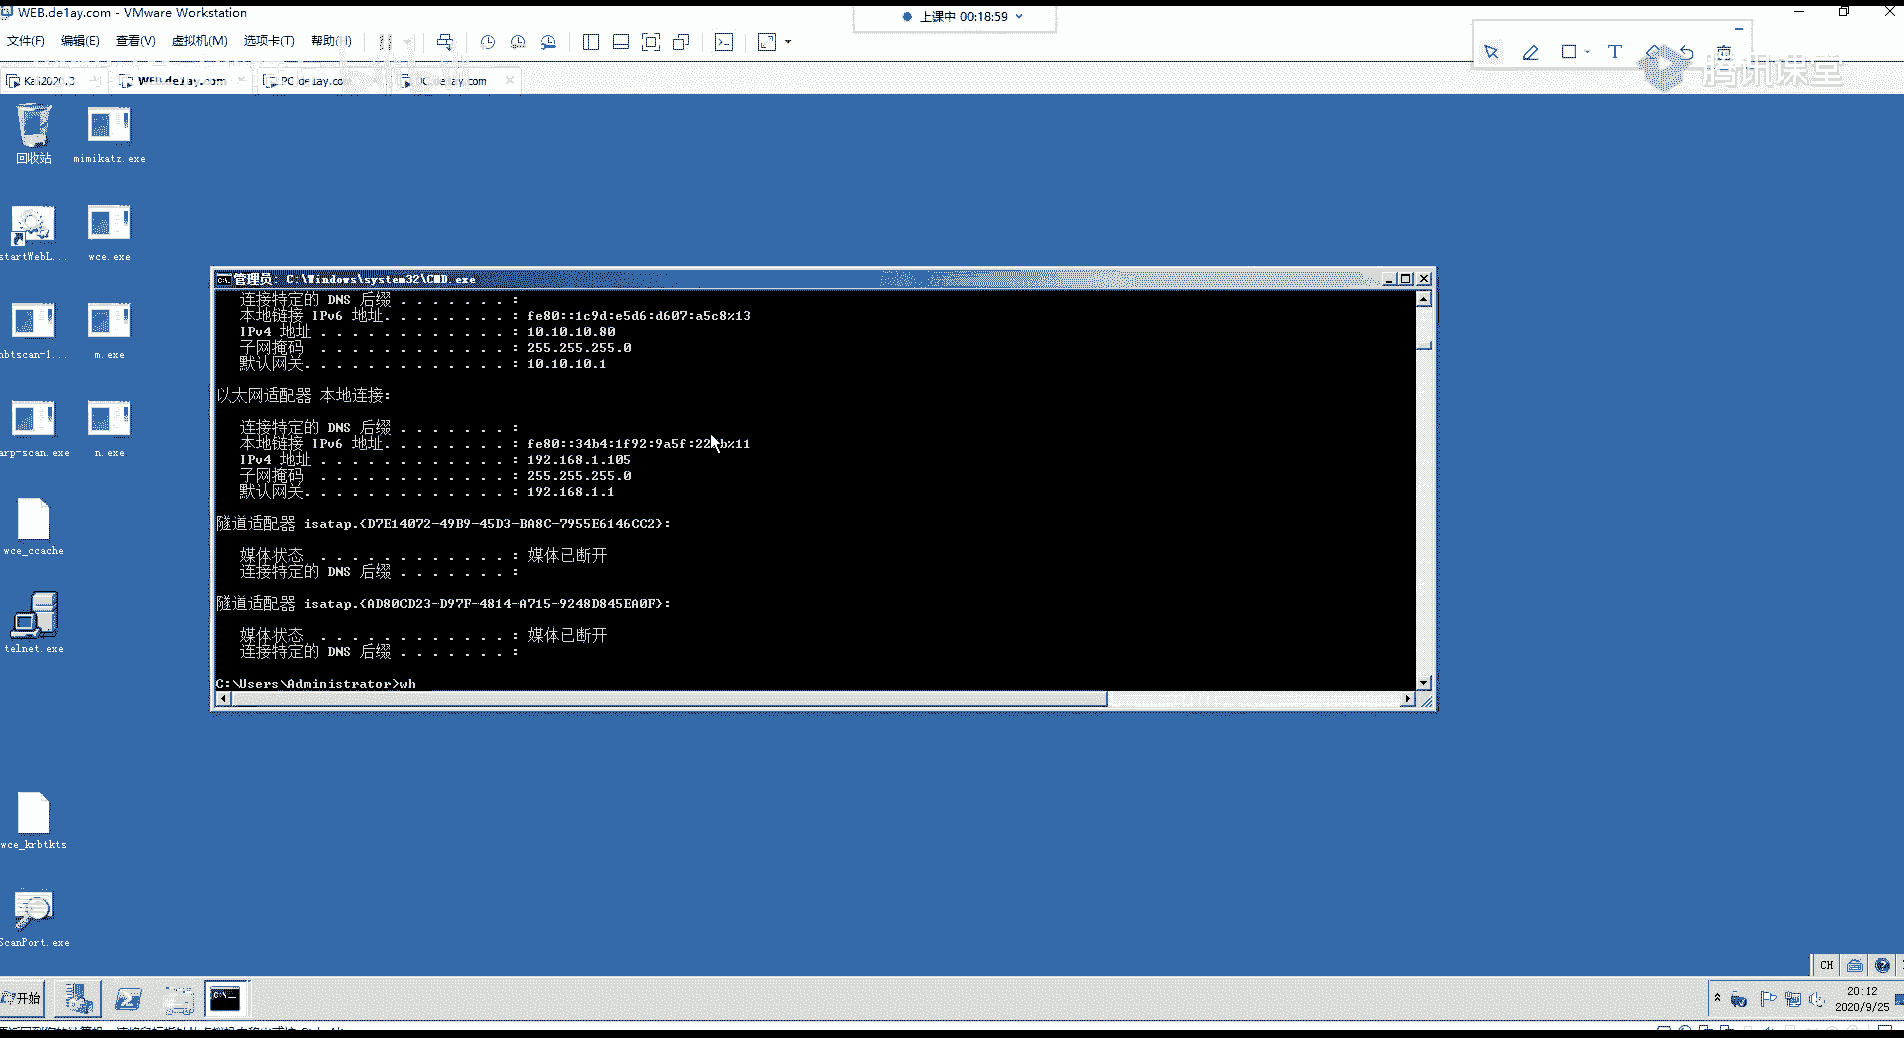 WEB.de1ay.com - VMware Workstation
上课中 00:18:59
文件(F) 编辑(E) 查看(V) 虚拟机(M) 选项卡(T) 帮助(H)
腾讯课堂
Kali2020.3 WEB.de1ay.com PC.de1ay.com DC.de1ay.com
回收站 mimikatz.exe
startWebL... wce.exe
nbtscan-1... m.exe
arp-scan.exe n.exe
wce_ccache
telnet.exe
wce_krbtkts
ScanPort.exe
管理员: C:\Windows\system32\CMD.exe
连接特定的 DNS 后缀 . . . . . . . :
本地链接 IPv6 地址. . . . . . . . : fe80::1c9d:e5d6:d607:a5c8%13
IPv4 地址 . . . . . . . . . . . . : 10.10.10.80
子网掩码 . . . . . . . . . . . . : 255.255.255.0
默认网关. . . . . . . . . . . . . : 10.10.10.1
以太网适配器 本地连接:
连接特定的 DNS 后缀 . . . . . . . :
本地链接 IPv6 地址. . . . . . . . :
IPv4 地址 . . . . . . . . . . . . : 192.168.1.105
子网掩码 . . . . . . . . . . . . : 255.255.255.0
默认网关. . . . . . . . . . . . . : 192.168.1.1
隧道适配器 isatap.{D7E14072-49B9-45D3-BA8C-7955E6146CC2}:
媒体状态 . . . . . . . . . . . . : 媒体已断开
连接特定的 DNS 后缀 . . . . . . . :
隧道适配器 isatap.{AD80CD23-D97F-4814-A715-9248D845EA0F}:
媒体状态 . . . . . . . . . . . . : 媒体已断开
连接特定的 DNS 后缀 . . . . . . . :
C:\Users\Administrator>wh
CH
开始
20:12
2020/9/25